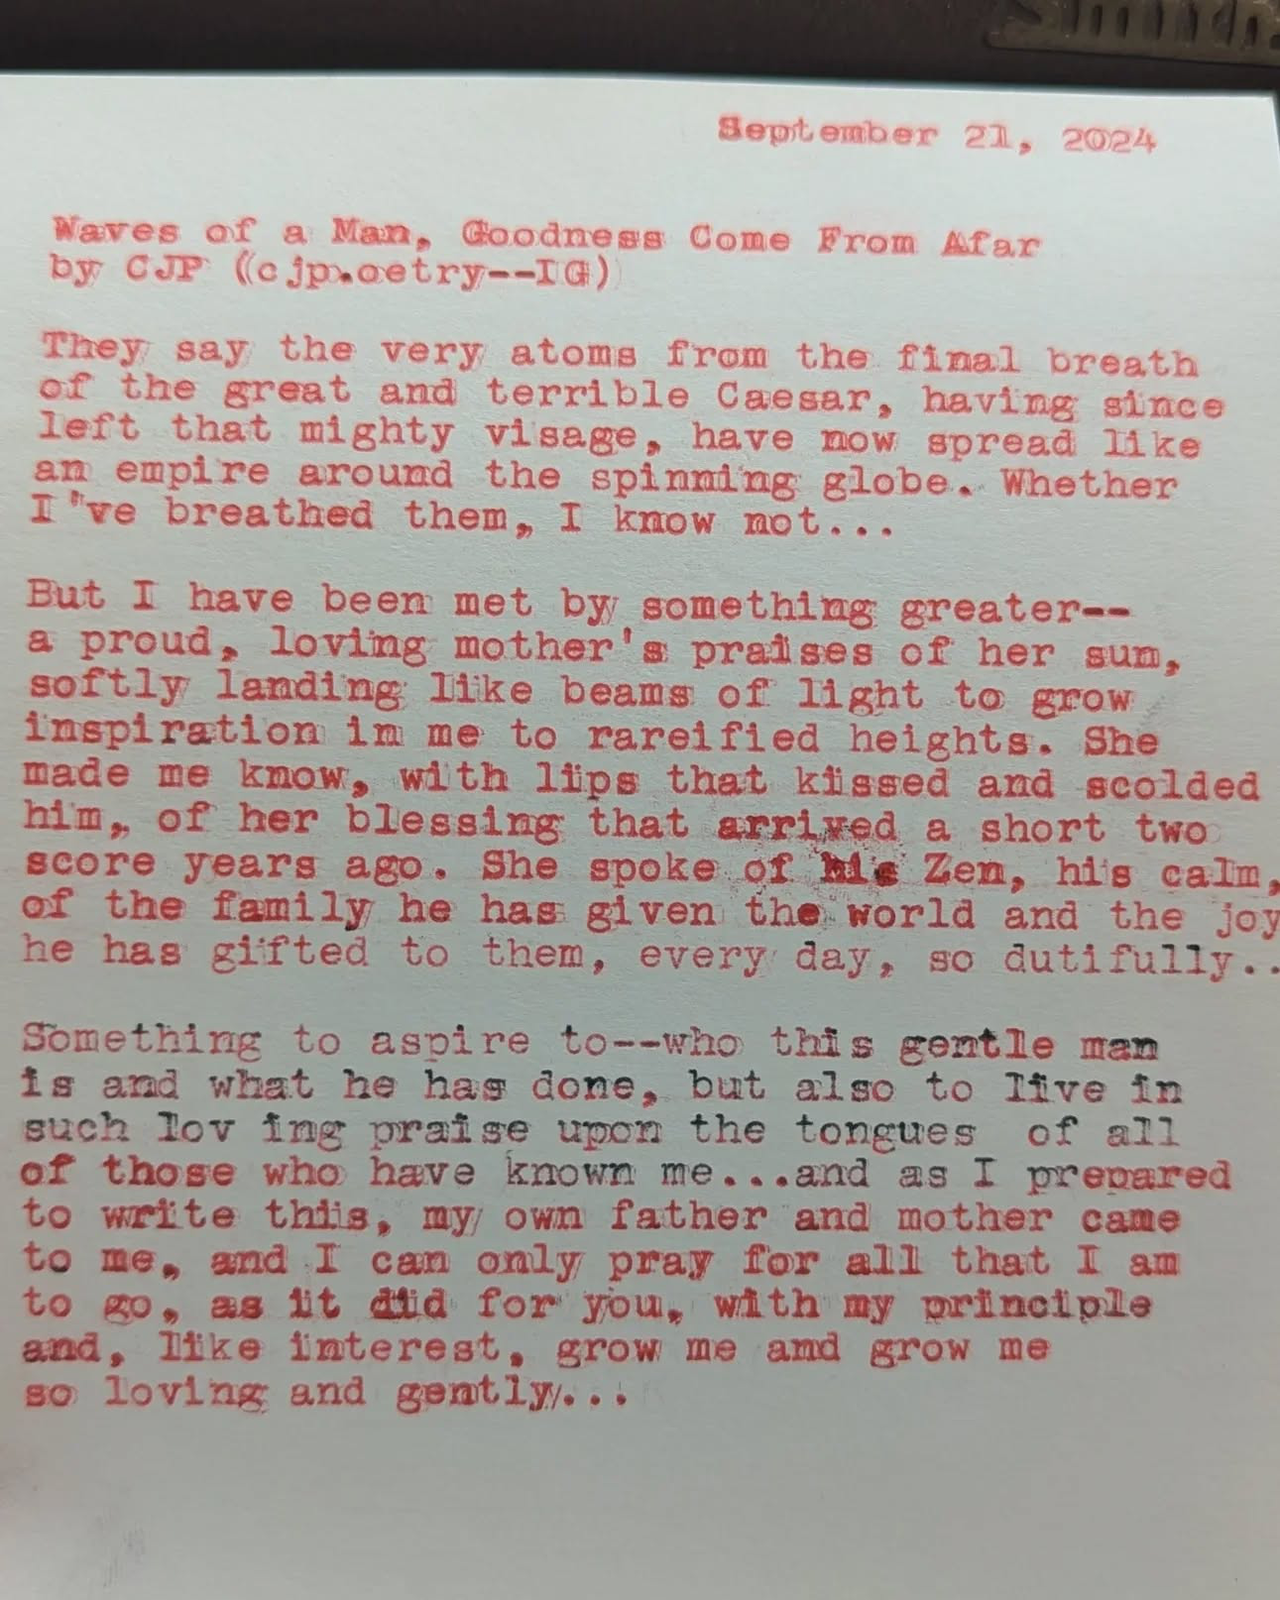 Smith
September 21, 2024
Waves of a Man, Goodness Come From Afar
by CJP (cjp.oetry--IG)
They say the very atoms from the final breath
of the great and terrible Caesar, having since
left that mighty visage, have now spread like
an empire around the spinning globe. Whether
I"ve breathed them, I know not...
But I have been met by something greater--
a proud, loving mother's praises of her sun,
softly landing like beams of light to grow
inspiration in me to rareified heights. She
made me know, with lips that kissed and scolded
him, of her blessing that arrived a short two
score years ago. She spoke of his Zen, his calm,
of the family he has given the world and the joy
he has gifted to them, every day, so dutifully..
Something to aspire to--who this gentle man
is and what he has done, but also to live in
such lov ing praise upon the tongues of all
of those who have known me...and as I prepared
to write this, my own father and mother came
to me, and I can only pray for all that I am
to go, as it did for you, with my principle
and, like interest, grow me and grow me
so loving and gently...